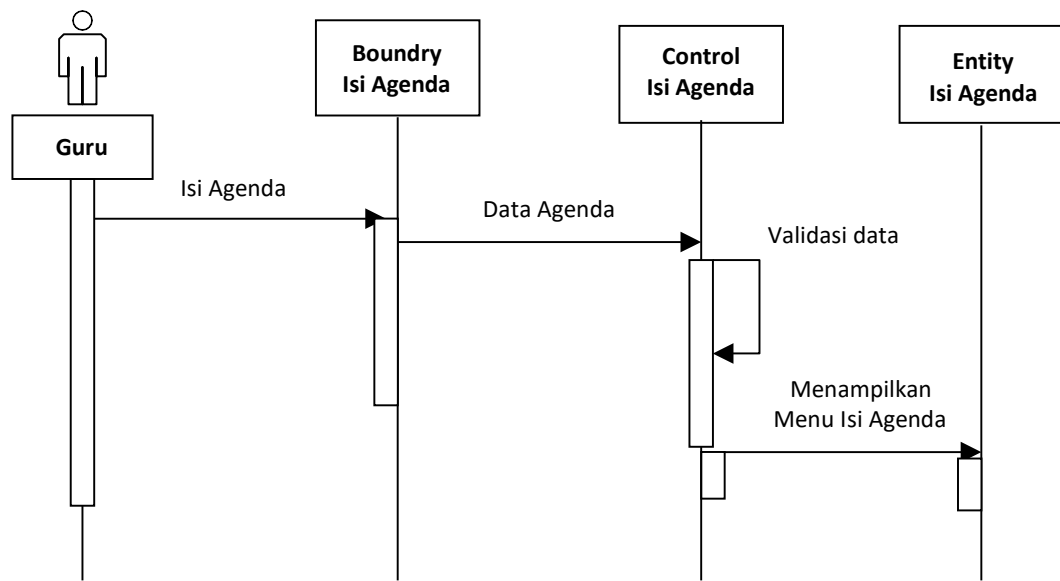 Boundry
Isi Agenda
Control
Isi Agenda
Entity
Isi Agenda
Guru
Isi Agenda
Data Agenda
Validasi data
Menampilkan
Menu Isi Agenda